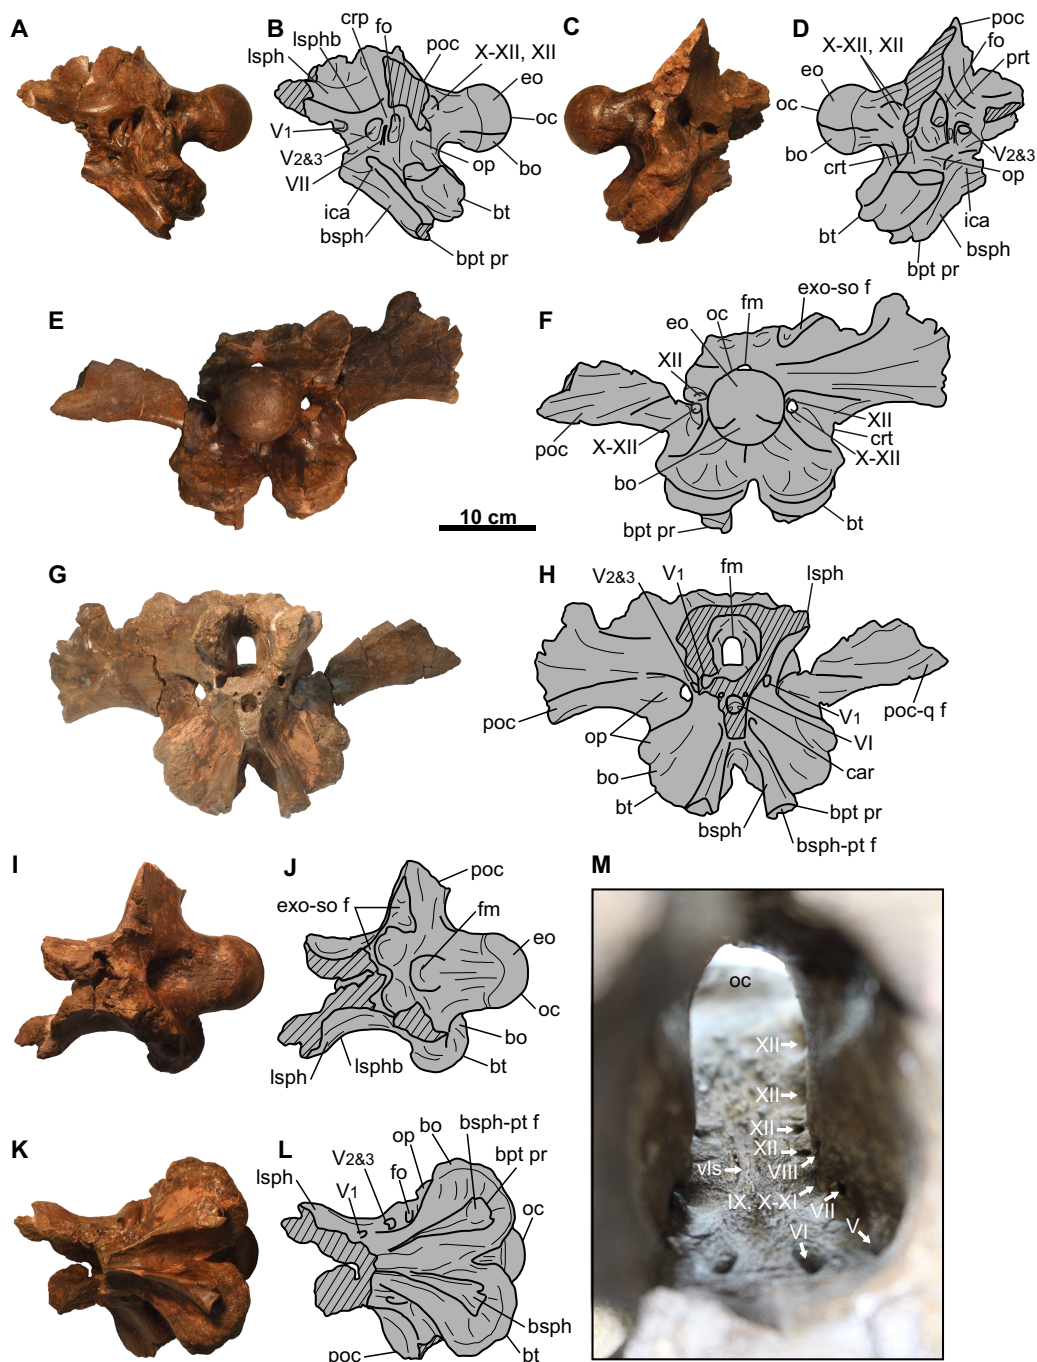 A
B
crp
fo
lsphb
lsph
poc
X-XII, XII
eo
oc
V1
V2&3
VII
op
bo
ica
bsph
bt
bpt pr
C
D
poc
X-XII, XII
fo
prt
eo
oc
bo
crt
V2&3
op
ica
bt
bsph
bpt pr
E
F
exo-so f
fm
oc
eo
XII
poc
X-XII
XII
crt
X-XII
bo
bt
bpt pr
10 cm
G
H
V2&3
V1
fm
lsph
poc
op
bo
bt
bsph
V1
VI
car
poc-q f
bpt pr
bsph-pt f
I
J
poc
exo-so f
fm
eo
oc
bo
bt
lsph
lsphb
K
L
bsph-pt f
bo
op
bpt pr
V2&3
fo
lsph
V1
oc
bsph
poc
bt
M
oc
XII
XII
XII
XII
VIII
vls
IX, X-XI
VII
VI
V